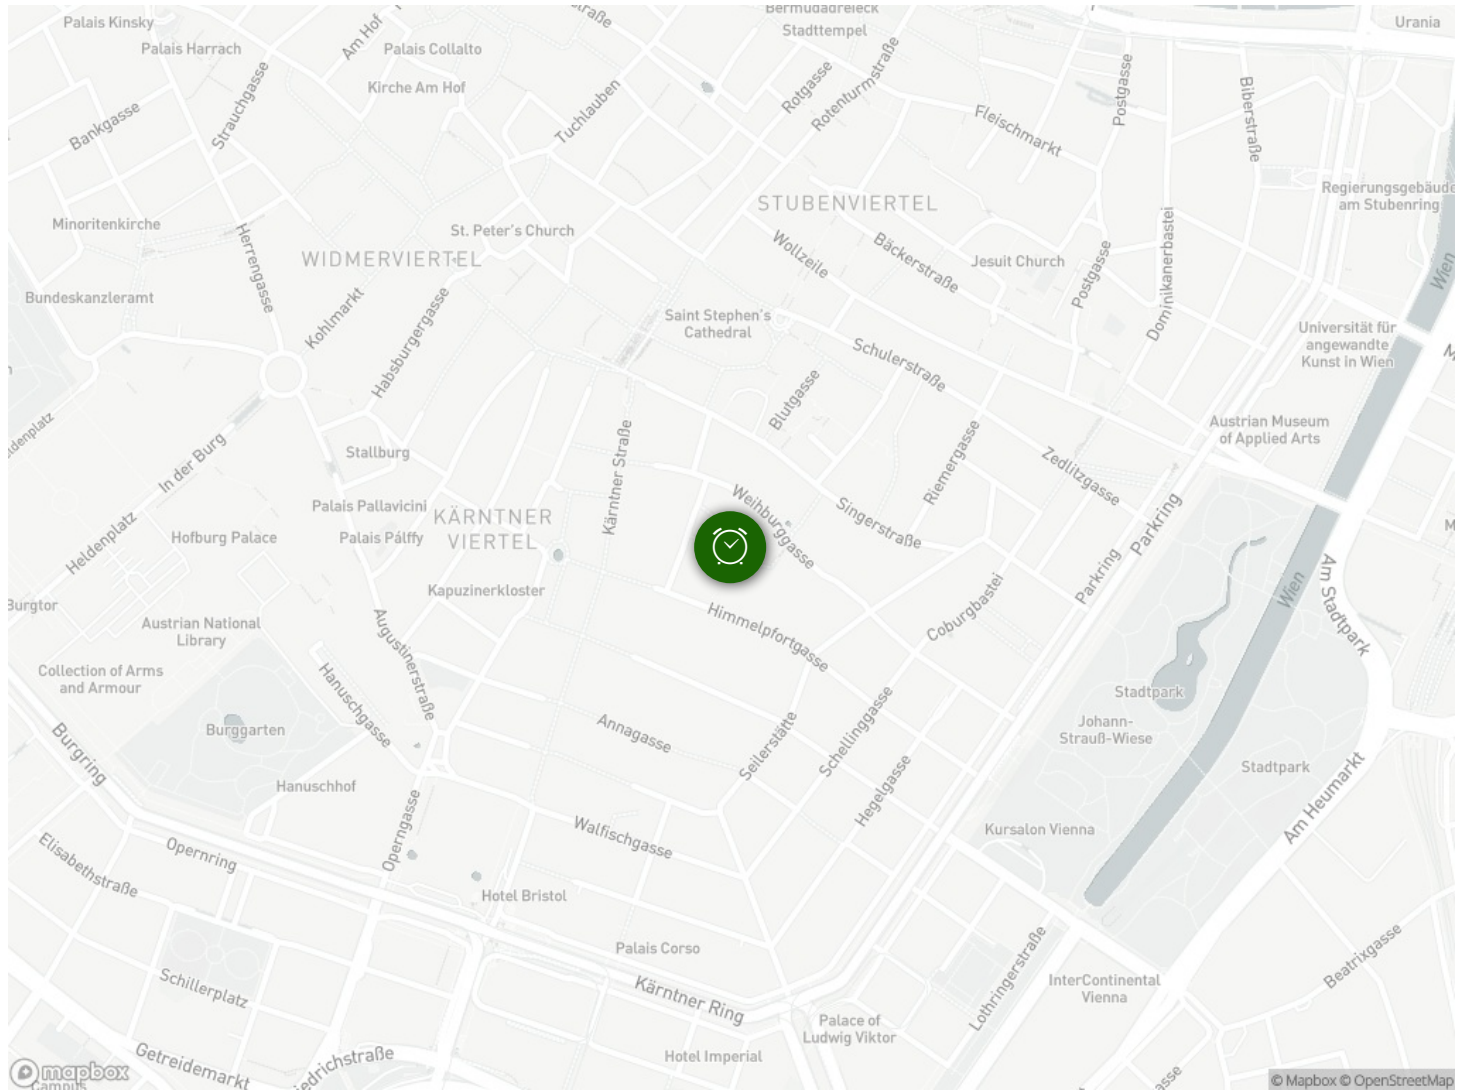 Bermudadreieck
Urania
Palais Kinsky
Stadttempel
Am Hof
Palais Harrach
Palais Collalto
Kirche Am Hof
Strauchgasse
Rotgasse
Rotenturmstraße
Postgasse
Biberstraße
Bankgasse
Tuchlauben
Fleischmarkt
Regierungsgebäude
am Stubenring
STUBENVIERTEL
Minoritenkirche
St. Peter's Church
Herrengasse
WIDMERVIERTEL
Wollzeile
Bäckerstraße
Jesuit Church
Postgasse
Dominikanerbastei
Wien
Bundeskanzleramt
Kohlmarkt
Habsburgergasse
Saint Stephen's
Cathedral
Schulerstraße
Universität für
angewandte
Kunst in Wien
Blutgasse
Austrian Museum
of Applied Arts
In der Burg
Stallburg
Kärntner Straße
Riemergasse
Zedlitzgasse
Palais Pallavicini
KÄRNTNER
VIERTEL
Weihburggasse
Singerstraße
Parkring
Heldenplatz
Hofburg Palace
Palais Pálffy
Parkring
Am Stadtpark
Wien
Burgtor
Kapuzinerkloster
Coburgbastei
Austrian National
Library
Augustinerstraße
Himmelpfortgasse
Collection of Arms
and Armour
Hanuschgasse
Stadtpark
Burggarten
Annagasse
Seilerstätte
Schellinggasse
Johann-
Strauß-Wiese
Burgring
Hegelgasse
Stadtpark
Hanuschhof
Am Heumarkt
Operngasse
Walfischgasse
Kursalon Vienna
Opernring
Elisabethstraße
Hotel Bristol
Palais Corso
Lothringerstraße
Beatrixgasse
Schillerplatz
Kärntner Ring
InterContinental
Vienna
Palace of
Ludwig Viktor
Getreidemarkt
Hotel Imperial
mapbox
© Mapbox © OpenStreetMap